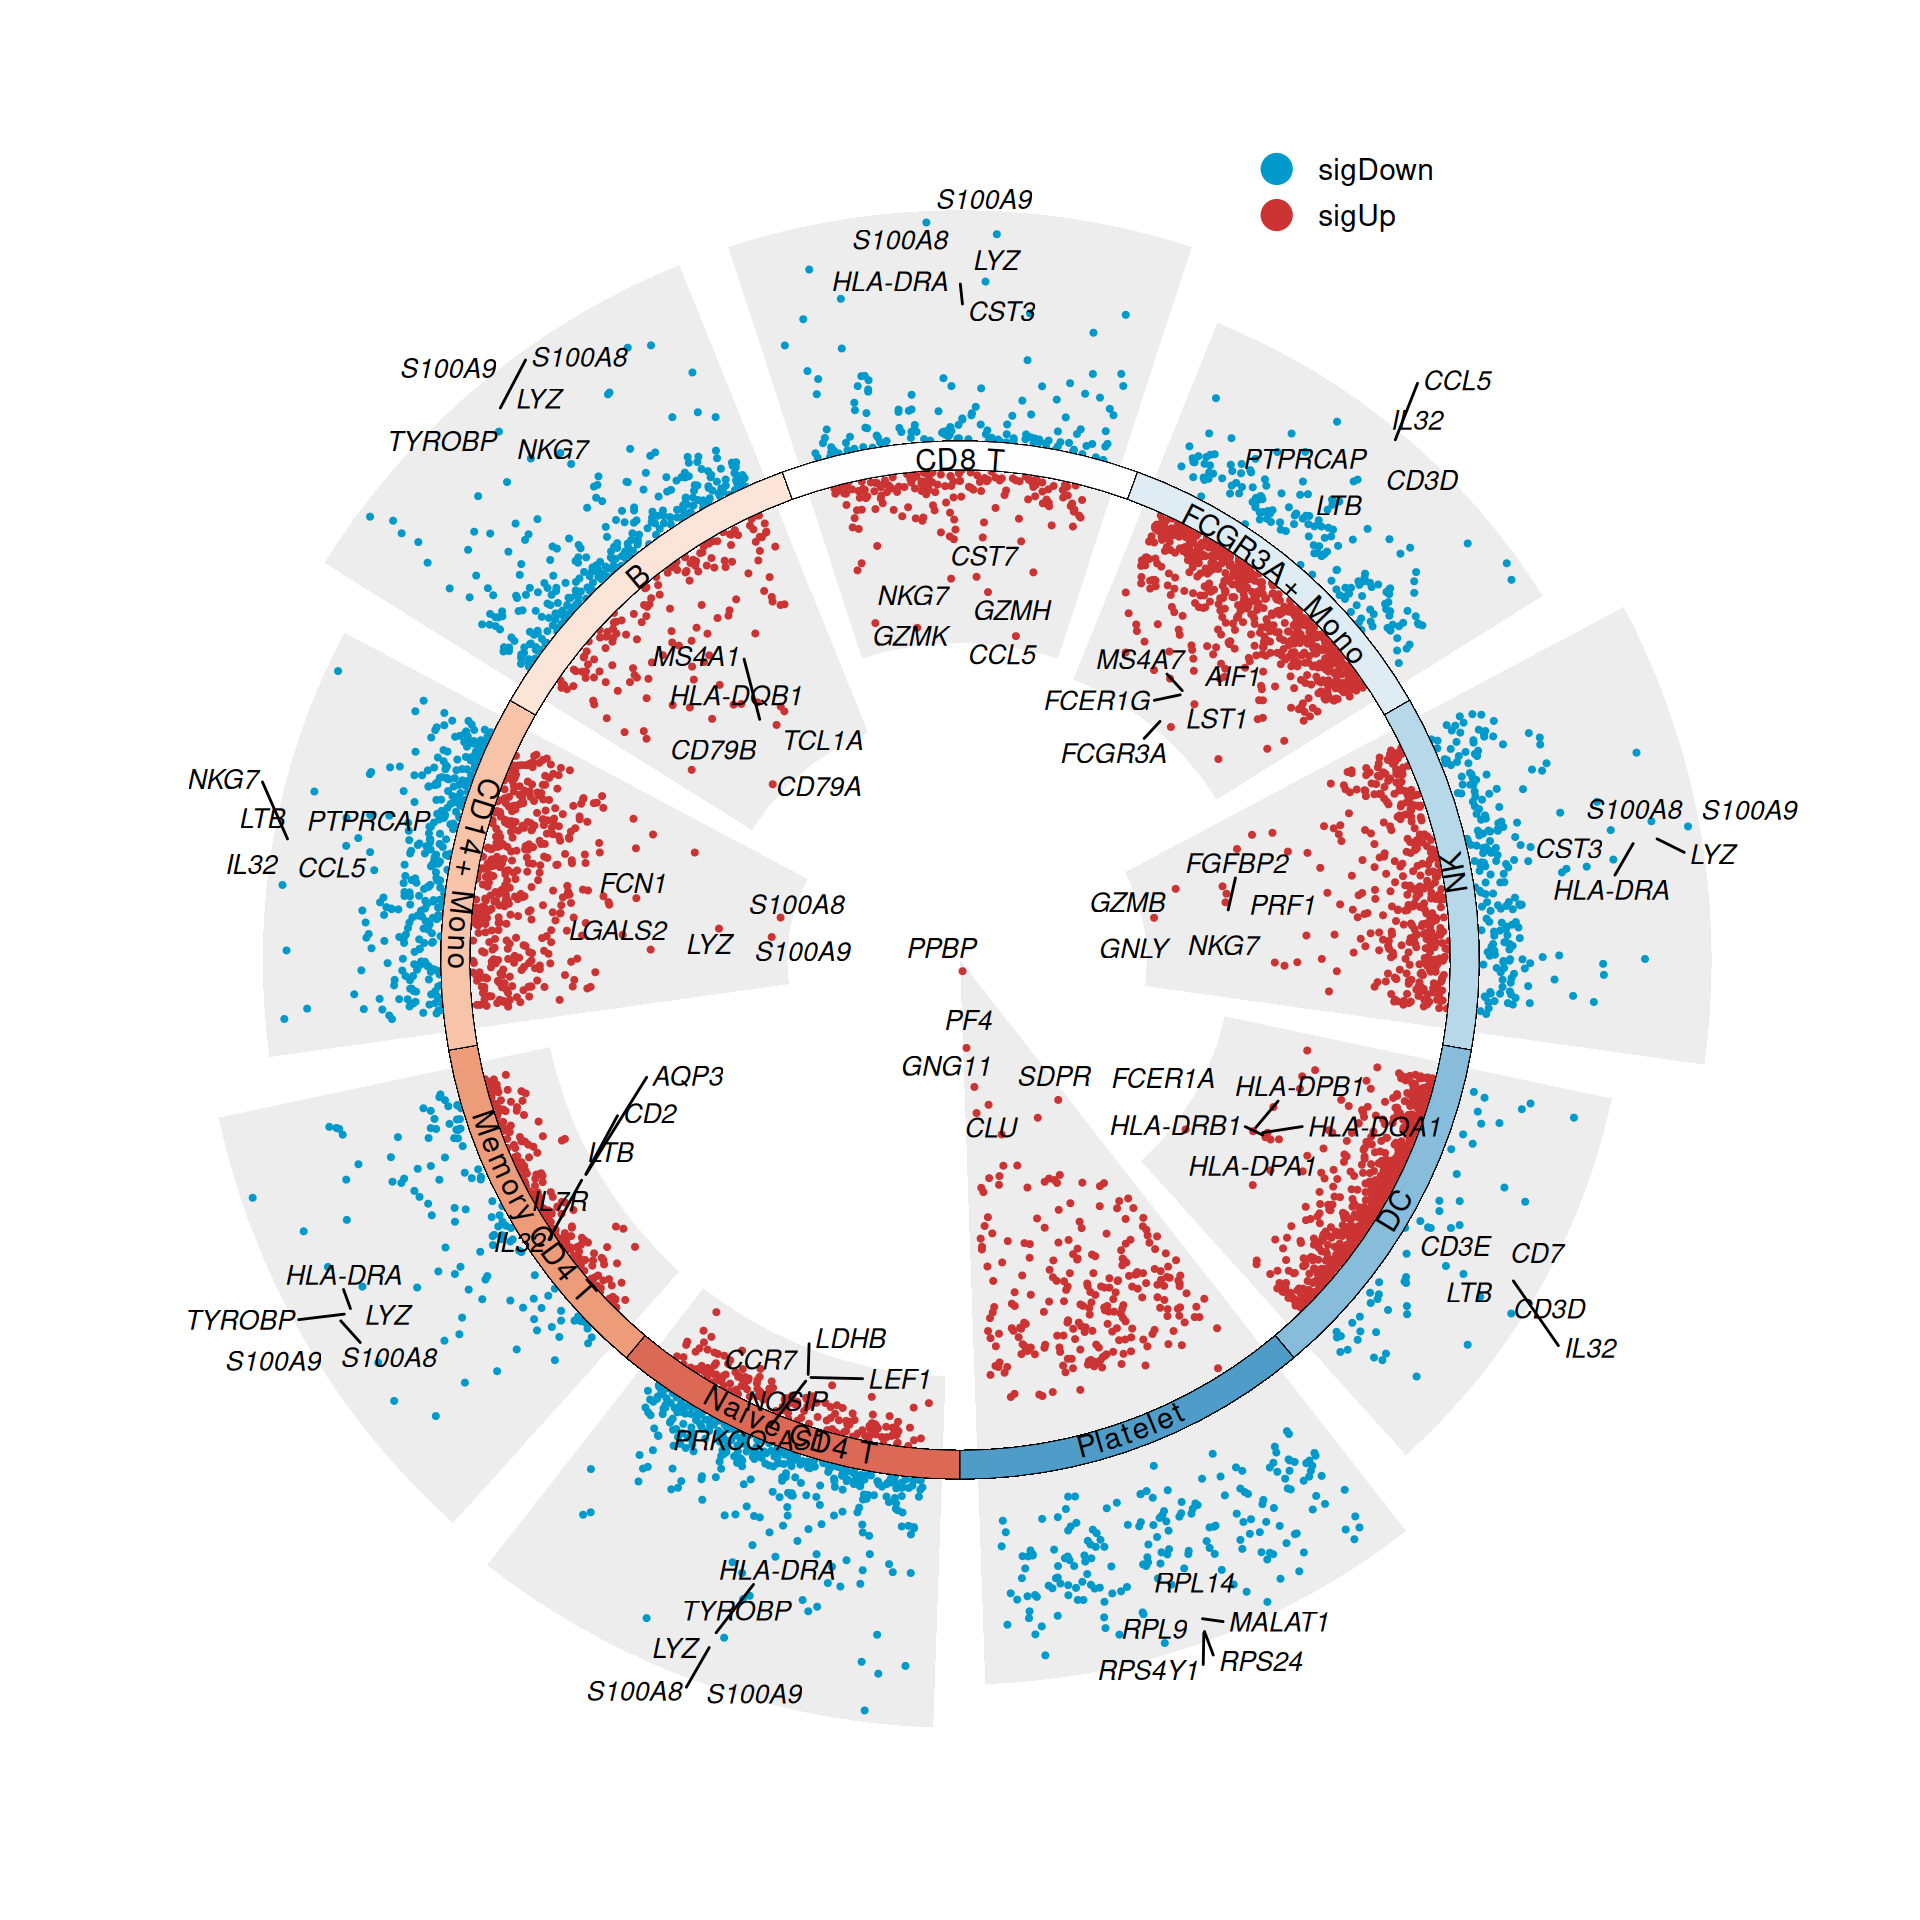 sigDown
sigUp
S100A9
S100A8
LYZ
HLA-DRA
CST3
CD8 T
CST7
NKG7
GZMH
GZMK
CCL5
CCL5
IL32
PTPRCAP
CD3D
LTB
FCGR3A+ Mono
MS4A7
AIF1
FCER1G
LST1
FCGR3A
S100A8
S100A9
CST3
LYZ
HLA-DRA
NK
FGFBP2
GZMB
PRF1
GNLY
NKG7
FCER1A
HLA-DPB1
HLA-DRB1
HLA-DQA1
HLA-DPA1
DC
CD3E
CD7
LTB
CD3D
IL32
PPBP
PF4
GNG11
SDPR
CLU
Platelet
RPL14
RPL9
MALAT1
RPS4Y1
RPS24
LDHB
CCR7
LEF1
NOSIP
PRKCQ-AS1
Naive CD4 T
HLA-DRA
TYROBP
LYZ
S100A8
S100A9
AQP3
CD2
LTB
IL7R
IL32
Memory CD4 T
HLA-DRA
TYROBP
LYZ
S100A9
S100A8
NKG7
LTB
PTPRCAP
IL32
CCL5
CD14+ Mono
FCN1
S100A8
LGALS2
LYZ
S100A9
S100A9
S100A8
LYZ
TYROBP
NKG7
B
MS4A1
HLA-DQB1
CD79B
TCL1A
CD79A